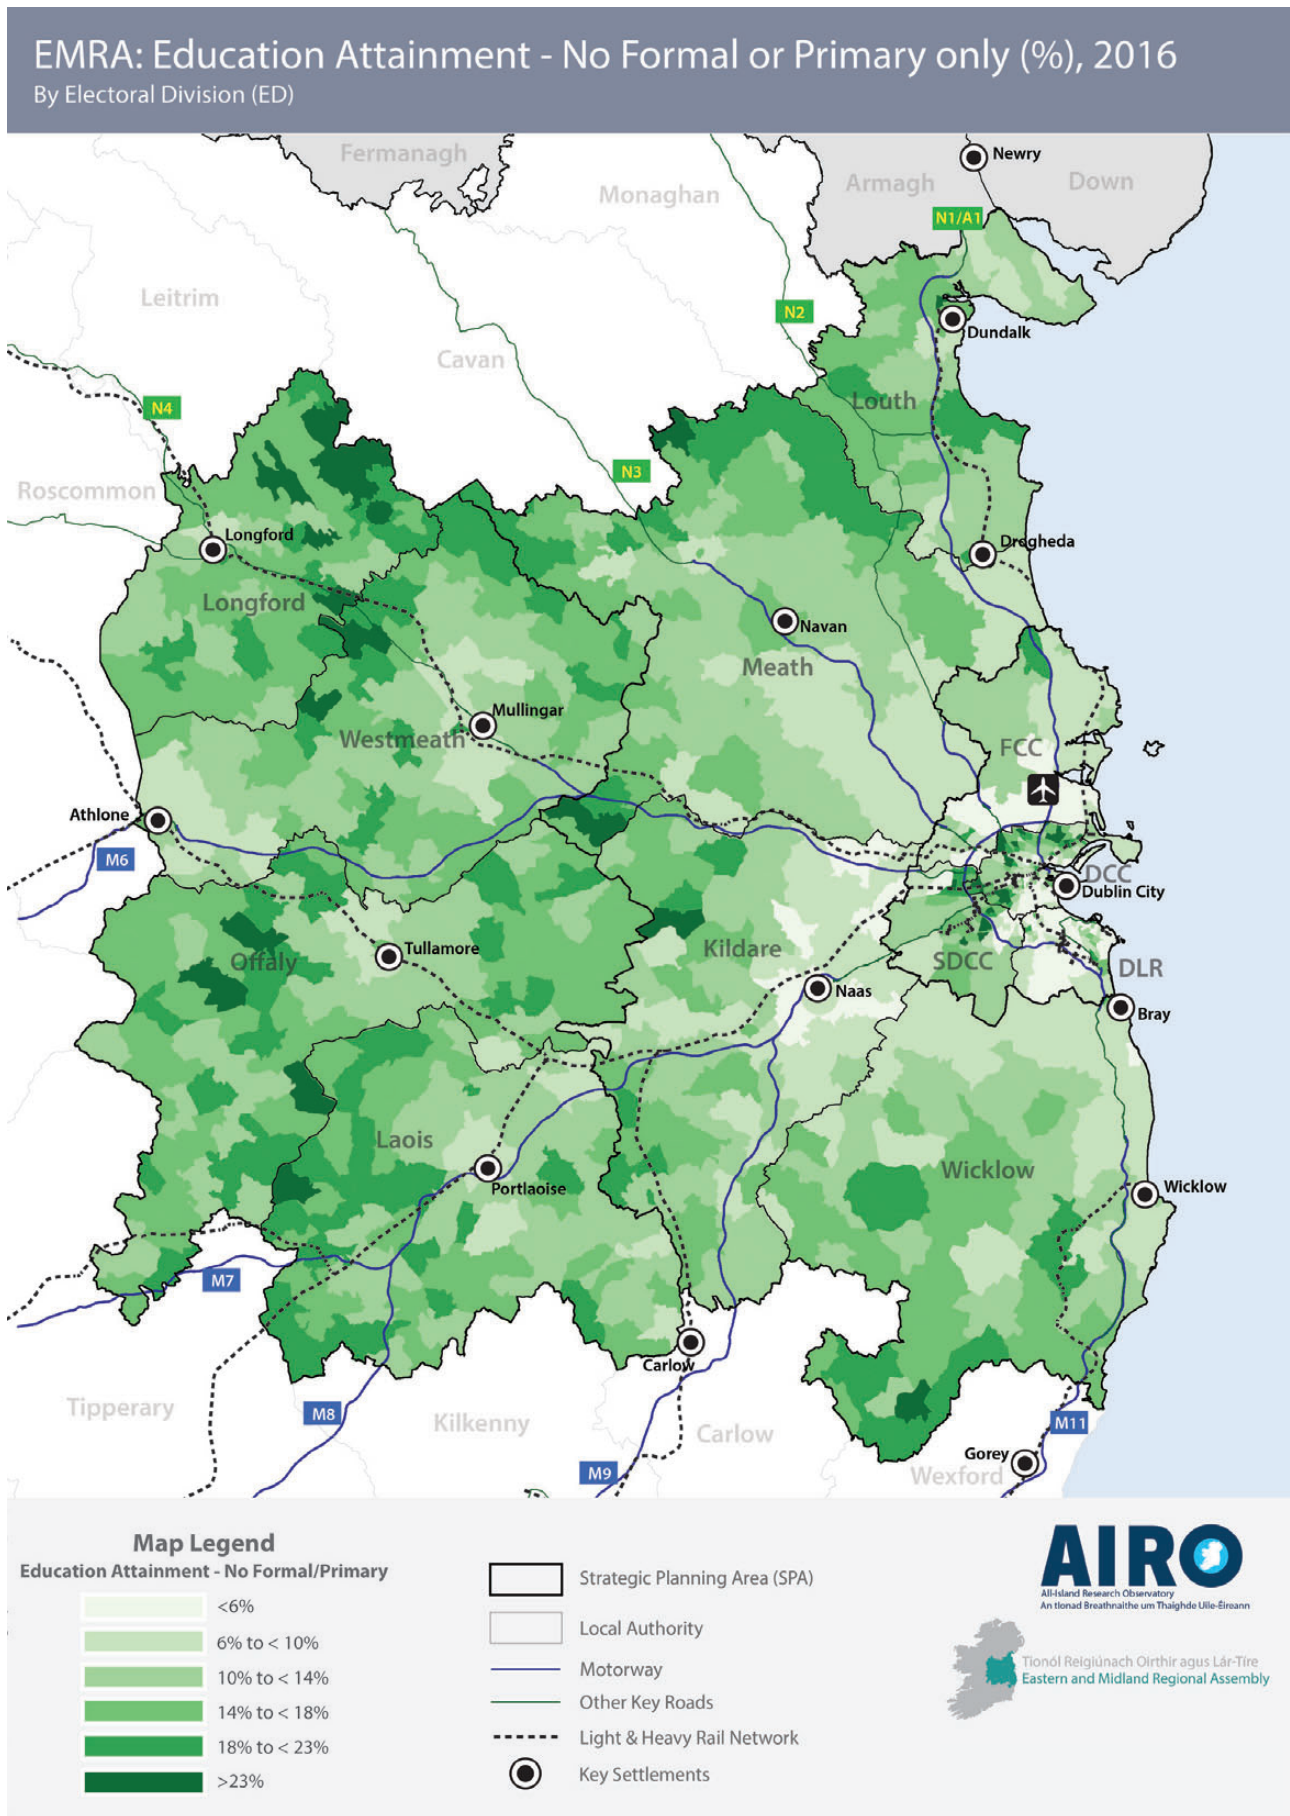 EMRA: Education Attainment - No Formal or Primary only (%), 2016
By Electoral Division (ED)
Fermanagh
Monaghan
Armagh
Newry
Down
N1/A1
Leitrim
N2
Dundalk
Cavan
N4
Louth
N3
Roscommon
Longford
Drogheda
Longford
Navan
Meath
Mullingar
Westmeath
FCC
Athlone
M6
DCC
Dublin City
Tullamore
Offaly
Kildare
SDCC
DLR
Naas
Bray
Laois
Wicklow
Portlaoise
Wicklow
M7
Carlow
Tipperary
M8
Kilkenny
Carlow
M11
Gorey
M9
Wexford
Map Legend
Education Attainment - No Formal/Primary
<6%
6% to < 10%
10% to < 14%
14% to < 18%
18% to < 23%
>23%
Strategic Planning Area (SPA)
Local Authority
Motorway
Other Key Roads
Light & Heavy Rail Network
Key Settlements
AIRO
All-Island Research Observatory
An tIonad Breathnaithe um Thaighde Uile-Éireann
Tionól Reigiúnach Oirthir agus Lár-Tíre
Eastern and Midland Regional Assembly